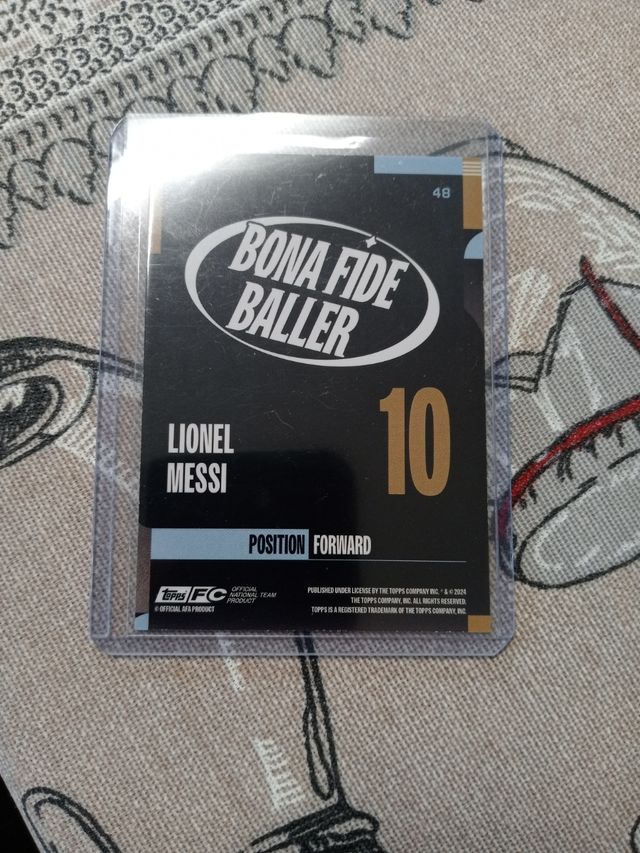 48
BONA FIDE
BALLER
10
LIONEL
MESSI
POSITION FORWARD
Topps FC OFFICIAL
NATIONAL TEAM
PRODUCT
© OFFICIAL AFA PRODUCT
PUBLISHED UNDER LICENSE BY THE TOPPS COMPANY INC. ® & © 2024
THE TOPPS COMPANY, INC. ALL RIGHTS RESERVED.
TOPPS IS A REGISTERED TRADEMARK OF THE TOPPS COMPANY, INC.